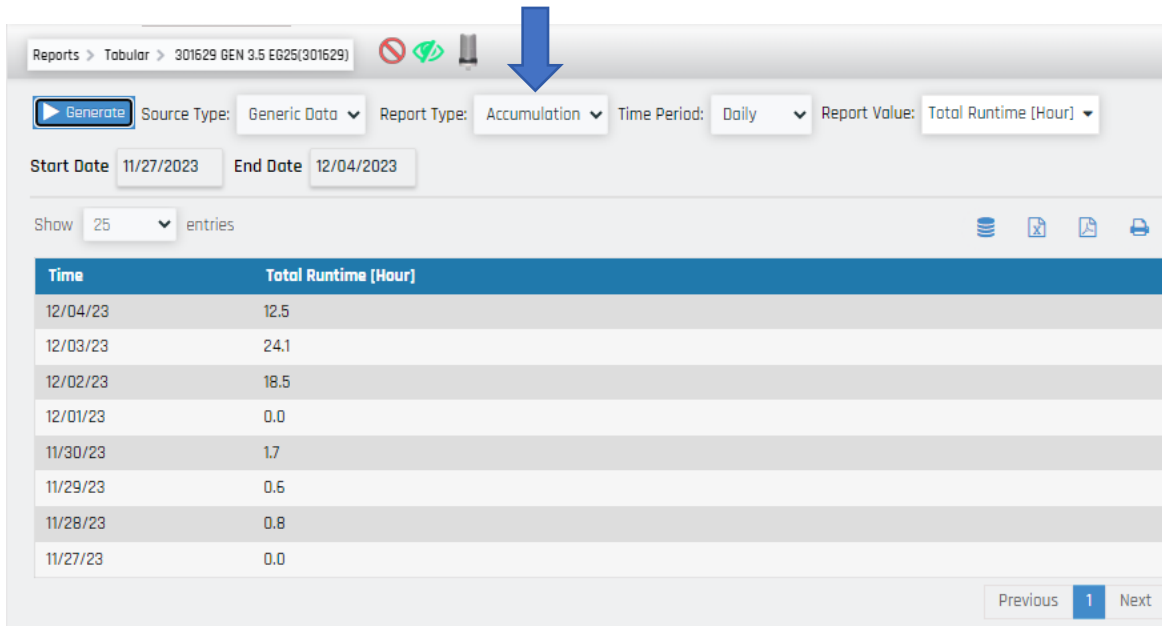 Reports > Tabular > 301629 GEN 3.5 EG25(301629)
Generate Source Type: Generic Data Report Type: Accumulation Time Period: Daily Report Value: Total Runtime [Hour]
Start Date 11/27/2023 End Date 12/04/2023
Show 25 entries
Time Total Runtime [Hour]
12/04/23 12.5
12/03/23 24.1
12/02/23 18.5
12/01/23 0.0
11/30/23 1.7
11/29/23 0.6
11/28/23 0.8
11/27/23 0.0
Previous 1 Next